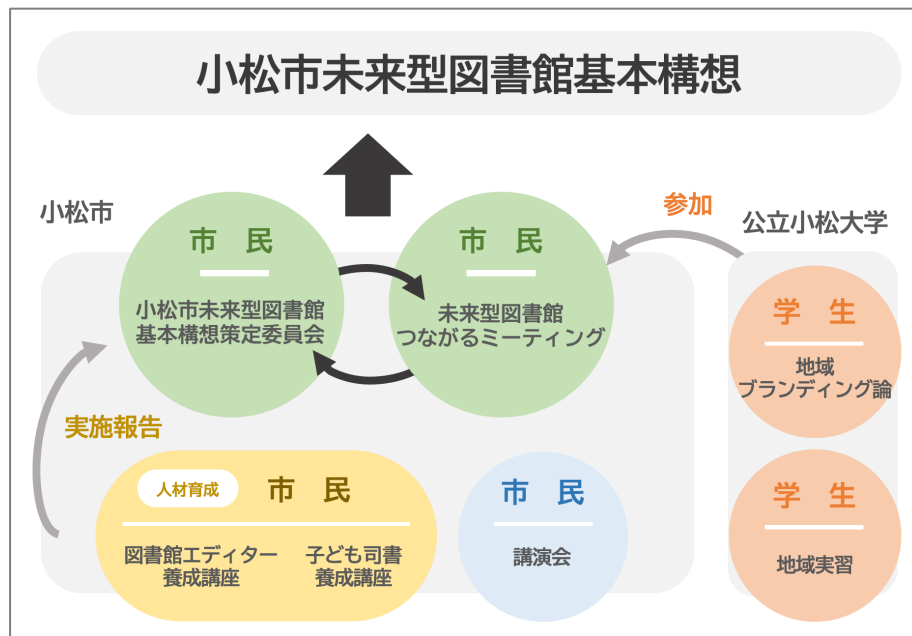 小松市未来型図書館基本構想
小松市
市　民
小松市未来型図書館
基本構想策定委員会
市　民
未来型図書館
つながるミーティング
参加
公立小松大学
学　生
地域
ブランディング論
実施報告
人材育成
市　民
図書館エディター
養成講座
子ども司書
養成講座
市　民
講演会
学　生
地域実習